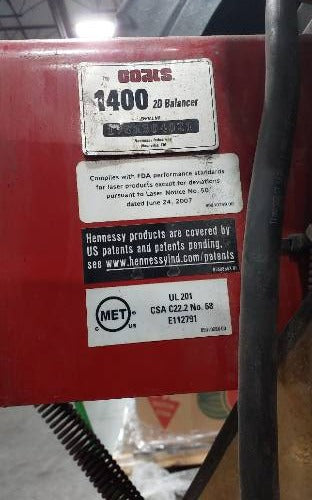 COATS
1400 2D Balancer
Complies with FDA performance standards
for laser products except for deviations
pursuant to Laser Notice No. 50,
dated June 24, 2007
Hennessy products are covered by
US patents and patents pending.
see www.hennessyind.com/patents
MET
C US
UL 201
CSA C22.2 No. 68
E112791